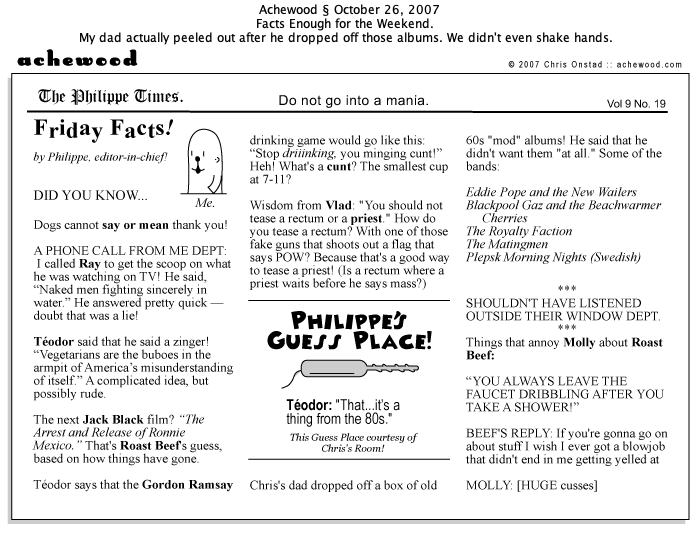 Achewood § October 26, 2007
Facts Enough for the Weekend.
My dad actually peeled out after he dropped off those albums. We didn't even shake hands.
achewood
© 2007 Chris Onstad :: achewood.com
The Philippe Times.
Do not go into a mania.
Vol 9 No. 19
Friday Facts!
by Philippe, editor-in-chief!
DID YOU KNOW...
Me.
Dogs cannot say or mean thank you!
A PHONE CALL FROM ME DEPT:
I called Ray to get the scoop on what
he was watching on TV! He said,
“Naked men fighting sincerely in
water.” He answered pretty quick —
doubt that was a lie!
Téodor said that he said a zinger!
“Vegetarians are the buboes in the
armpit of America’s misunderstanding
of itself.” A complicated idea, but
possibly rude.
The next Jack Black film? “The
Arrest and Release of Ronnie
Mexico.” That's Roast Beef's guess,
based on how things have gone.
Téodor says that the Gordon Ramsay
drinking game would go like this:
“Stop driiinking, you minging cunt!”
Heh! What's a cunt? The smallest cup
at 7-11?
Wisdom from Vlad: "You should not
tease a rectum or a priest." How do
you tease a rectum? With one of those
fake guns that shoots out a flag that
says POW? Because that's a good way
to tease a priest! (Is a rectum where a
priest waits before he says mass?)
PHILIPPE'S
GUESS PLACE!
Téodor: "That...it's a
thing from the 80s."
This Guess Place courtesy of
Chris's Room!
Chris's dad dropped off a box of old
60s "mod" albums! He said that he
didn't want them "at all." Some of the
bands:
Eddie Pope and the New Wailers
Blackpool Gaz and the Beachwarmer
Cherries
The Royalty Faction
The Matingmen
Plepsk Morning Nights (Swedish)
***
SHOULDN'T HAVE LISTENED
OUTSIDE THEIR WINDOW DEPT.
***
Things that annoy Molly about Roast
Beef:
“YOU ALWAYS LEAVE THE
FAUCET DRIBBLING AFTER YOU
TAKE A SHOWER!”
BEEF'S REPLY: If you're gonna go on
about stuff I wish I ever got a blowjob
that didn't end in me getting yelled at
MOLLY: [HUGE cusses]